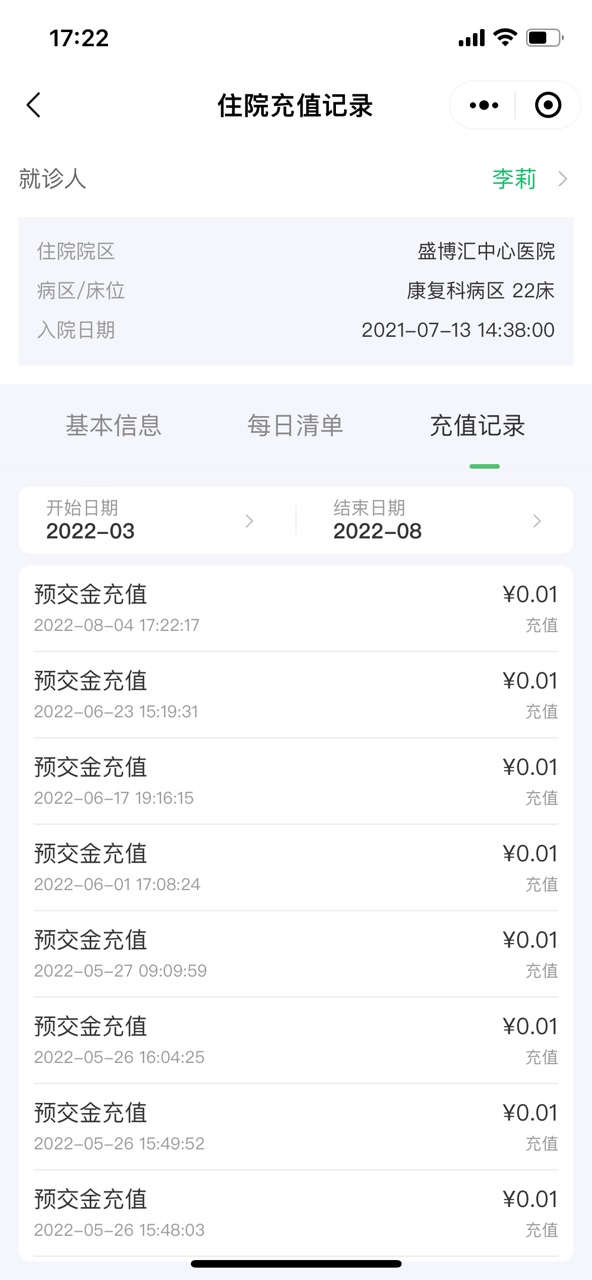 17:22
住院充值记录
就诊人 李莉
住院院区 盛博汇中心医院
病区/床位 康复科病区 22床
入院日期 2021-07-13 14:38:00
基本信息 每日清单 充值记录
开始日期 结束日期
2022-03 2022-08
预交金充值 ¥0.01
2022-08-04 17:22:17 充值
预交金充值 ¥0.01
2022-06-23 15:19:31 充值
预交金充值 ¥0.01
2022-06-17 19:16:15 充值
预交金充值 ¥0.01
2022-06-01 17:08:24 充值
预交金充值 ¥0.01
2022-05-27 09:09:59 充值
预交金充值 ¥0.01
2022-05-26 16:04:25 充值
预交金充值 ¥0.01
2022-05-26 15:49:52 充值
预交金充值 ¥0.01
2022-05-26 15:48:03 充值